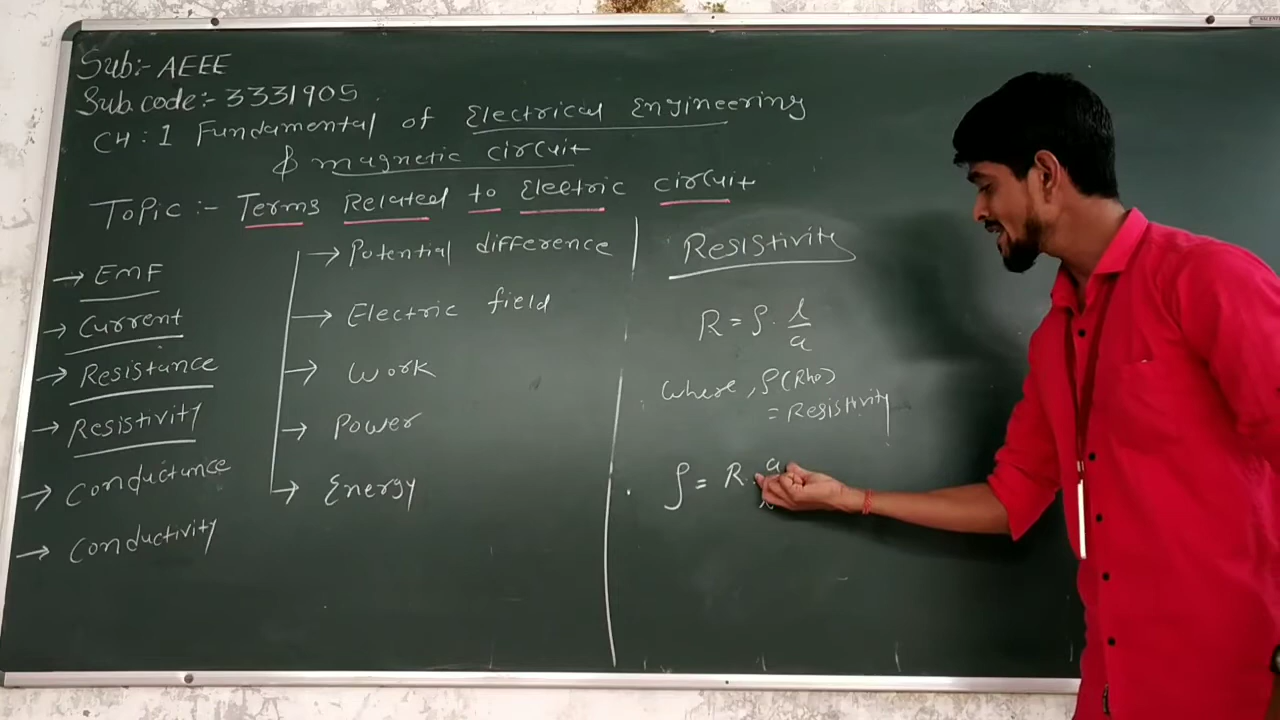 Sub:- AEEE
Sub.code:- 3331905
CH:1 Fundamental of Electrical Engineering
& magnetic circuit
Topic:- Terms Related to Electric circuit
→ EMF
→ Current
→ Resistance
→ Resistivity
→ Conductance
→ Conductivity
→ Potential difference
→ Electric field
→ Work
→ Power
→ Energy
Resistivity
R = ρ · l/a
Where, ρ(Rho)
= Resistivity
ρ = R · a/l